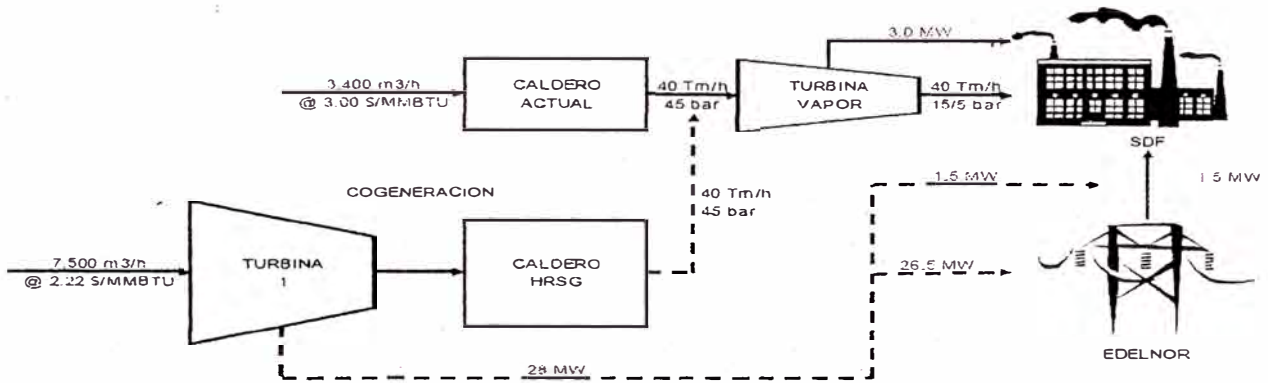 3.0 MW
3,400 m3/h
@ 3.00 S/MMBTU
CALDERO
ACTUAL
40 Tm/h
45 bar
TURBINA
VAPOR
40 Tm/h
15/5 bar
SDF
COGENERACION
40 Tm/h
45 bar
1.5 MW
1.5 MW
7,500 m3/h
@ 2.22 S/MMBTU
TURBINA
1
CALDERO
HRSG
26.5 MW
EDELNOR
28 MW